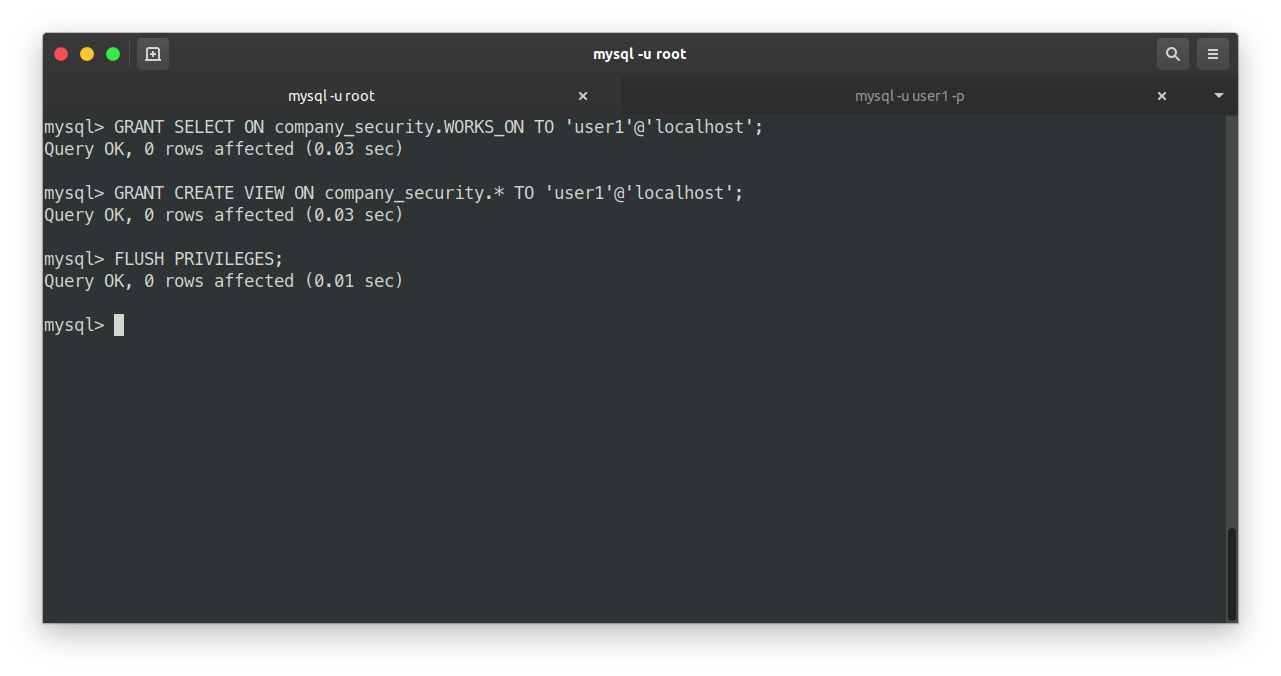 mysql -u root
mysql -u root
mysql -u user1 -p
mysql> GRANT SELECT ON company_security.WORKS_ON TO 'user1'@'localhost';
Query OK, 0 rows affected (0.03 sec)
mysql> GRANT CREATE VIEW ON company_security.* TO 'user1'@'localhost';
Query OK, 0 rows affected (0.03 sec)
mysql> FLUSH PRIVILEGES;
Query OK, 0 rows affected (0.01 sec)
mysql>